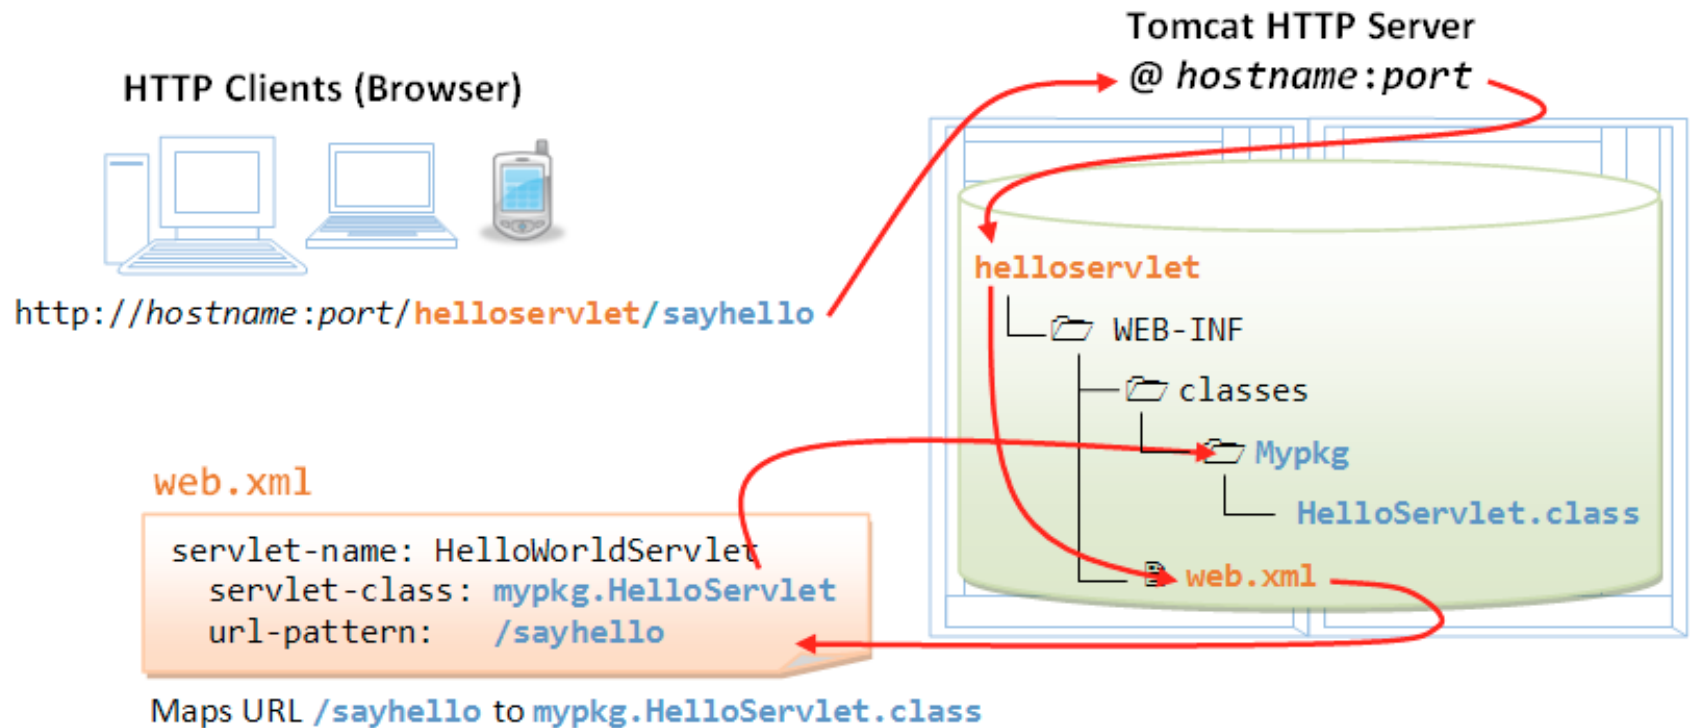 Tomcat HTTP Server
@ hostname:port
HTTP Clients (Browser)
http://hostname:port/helloservlet/sayhello
helloservlet
WEB-INF
classes
Mypkg
HelloServlet.class
web.xml
web.xml
servlet-name: HelloWorldServlet
servlet-class: mypkg.HelloServlet
url-pattern: /sayhello
Maps URL /sayhello to mypkg.HelloServlet.class